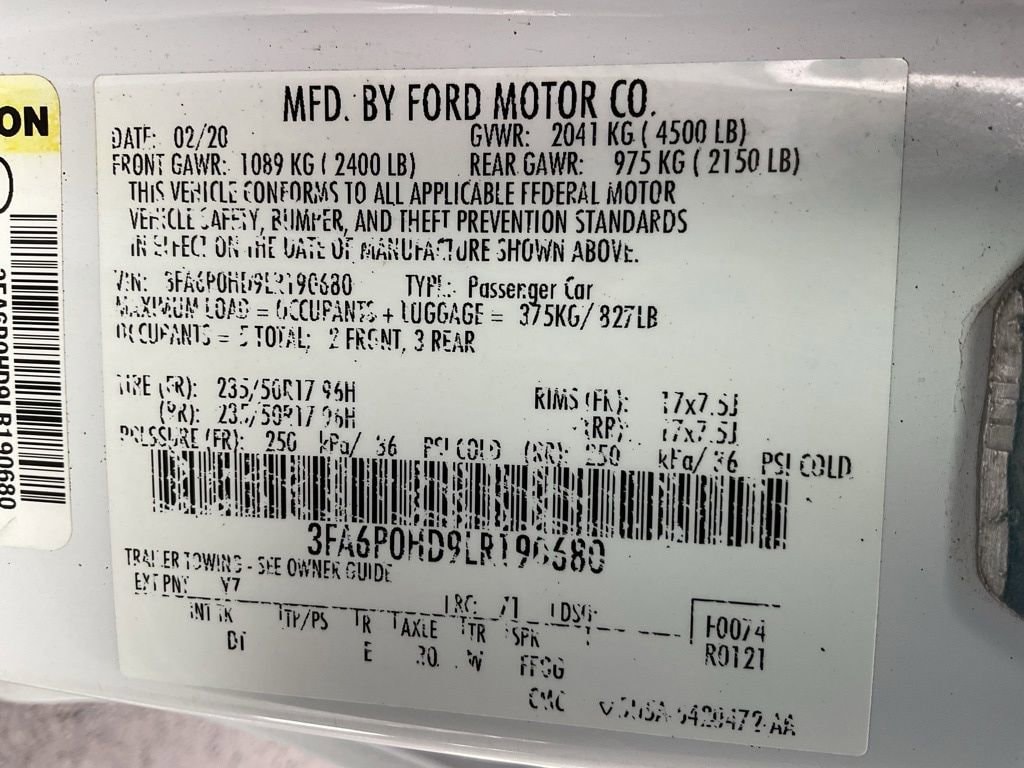 ON
3FA6P0HD9LR190680
MFD. BY FORD MOTOR CO.
DATE: 02/20 GVWR: 2041 KG ( 4500 LB)
FRONT GAWR: 1089 KG ( 2400 LB) REAR GAWR: 975 KG ( 2150 LB)
THIS VEHICLE CONFORMS TO ALL APPLICABLE FEDERAL MOTOR
VEHICLE SAFETY, BUMPER, AND THEFT PREVENTION STANDARDS
IN EFFECT ON THE DATE OF MANUFACTURE SHOWN ABOVE.
VIN: 3FA6P0HD9LR190680 TYPE: Passenger Car
MAXIMUM LOAD = OCCUPANTS + LUGGAGE = 375KG/ 827LB
OCCUPANTS = 5 TOTAL; 2 FRONT, 3 REAR
TIRE (FR): 235/50R17 96H RIMS (FR): 17x7.5J
(RR): 235/50R17 96H (RR): 17x7.5J
PRESSURE (FR): 250 kPa/ 36 PSI COLD (RR): 250 kPa/ 36 PSI COLD
3FA6P0HD9LR190680
TRAILER TOWING - SEE OWNER GUIDE
EXT PNT: YZ RC: 71 DSO:
INT TR TP/PS R AXLE TR SPR F0074
DT E W R0121